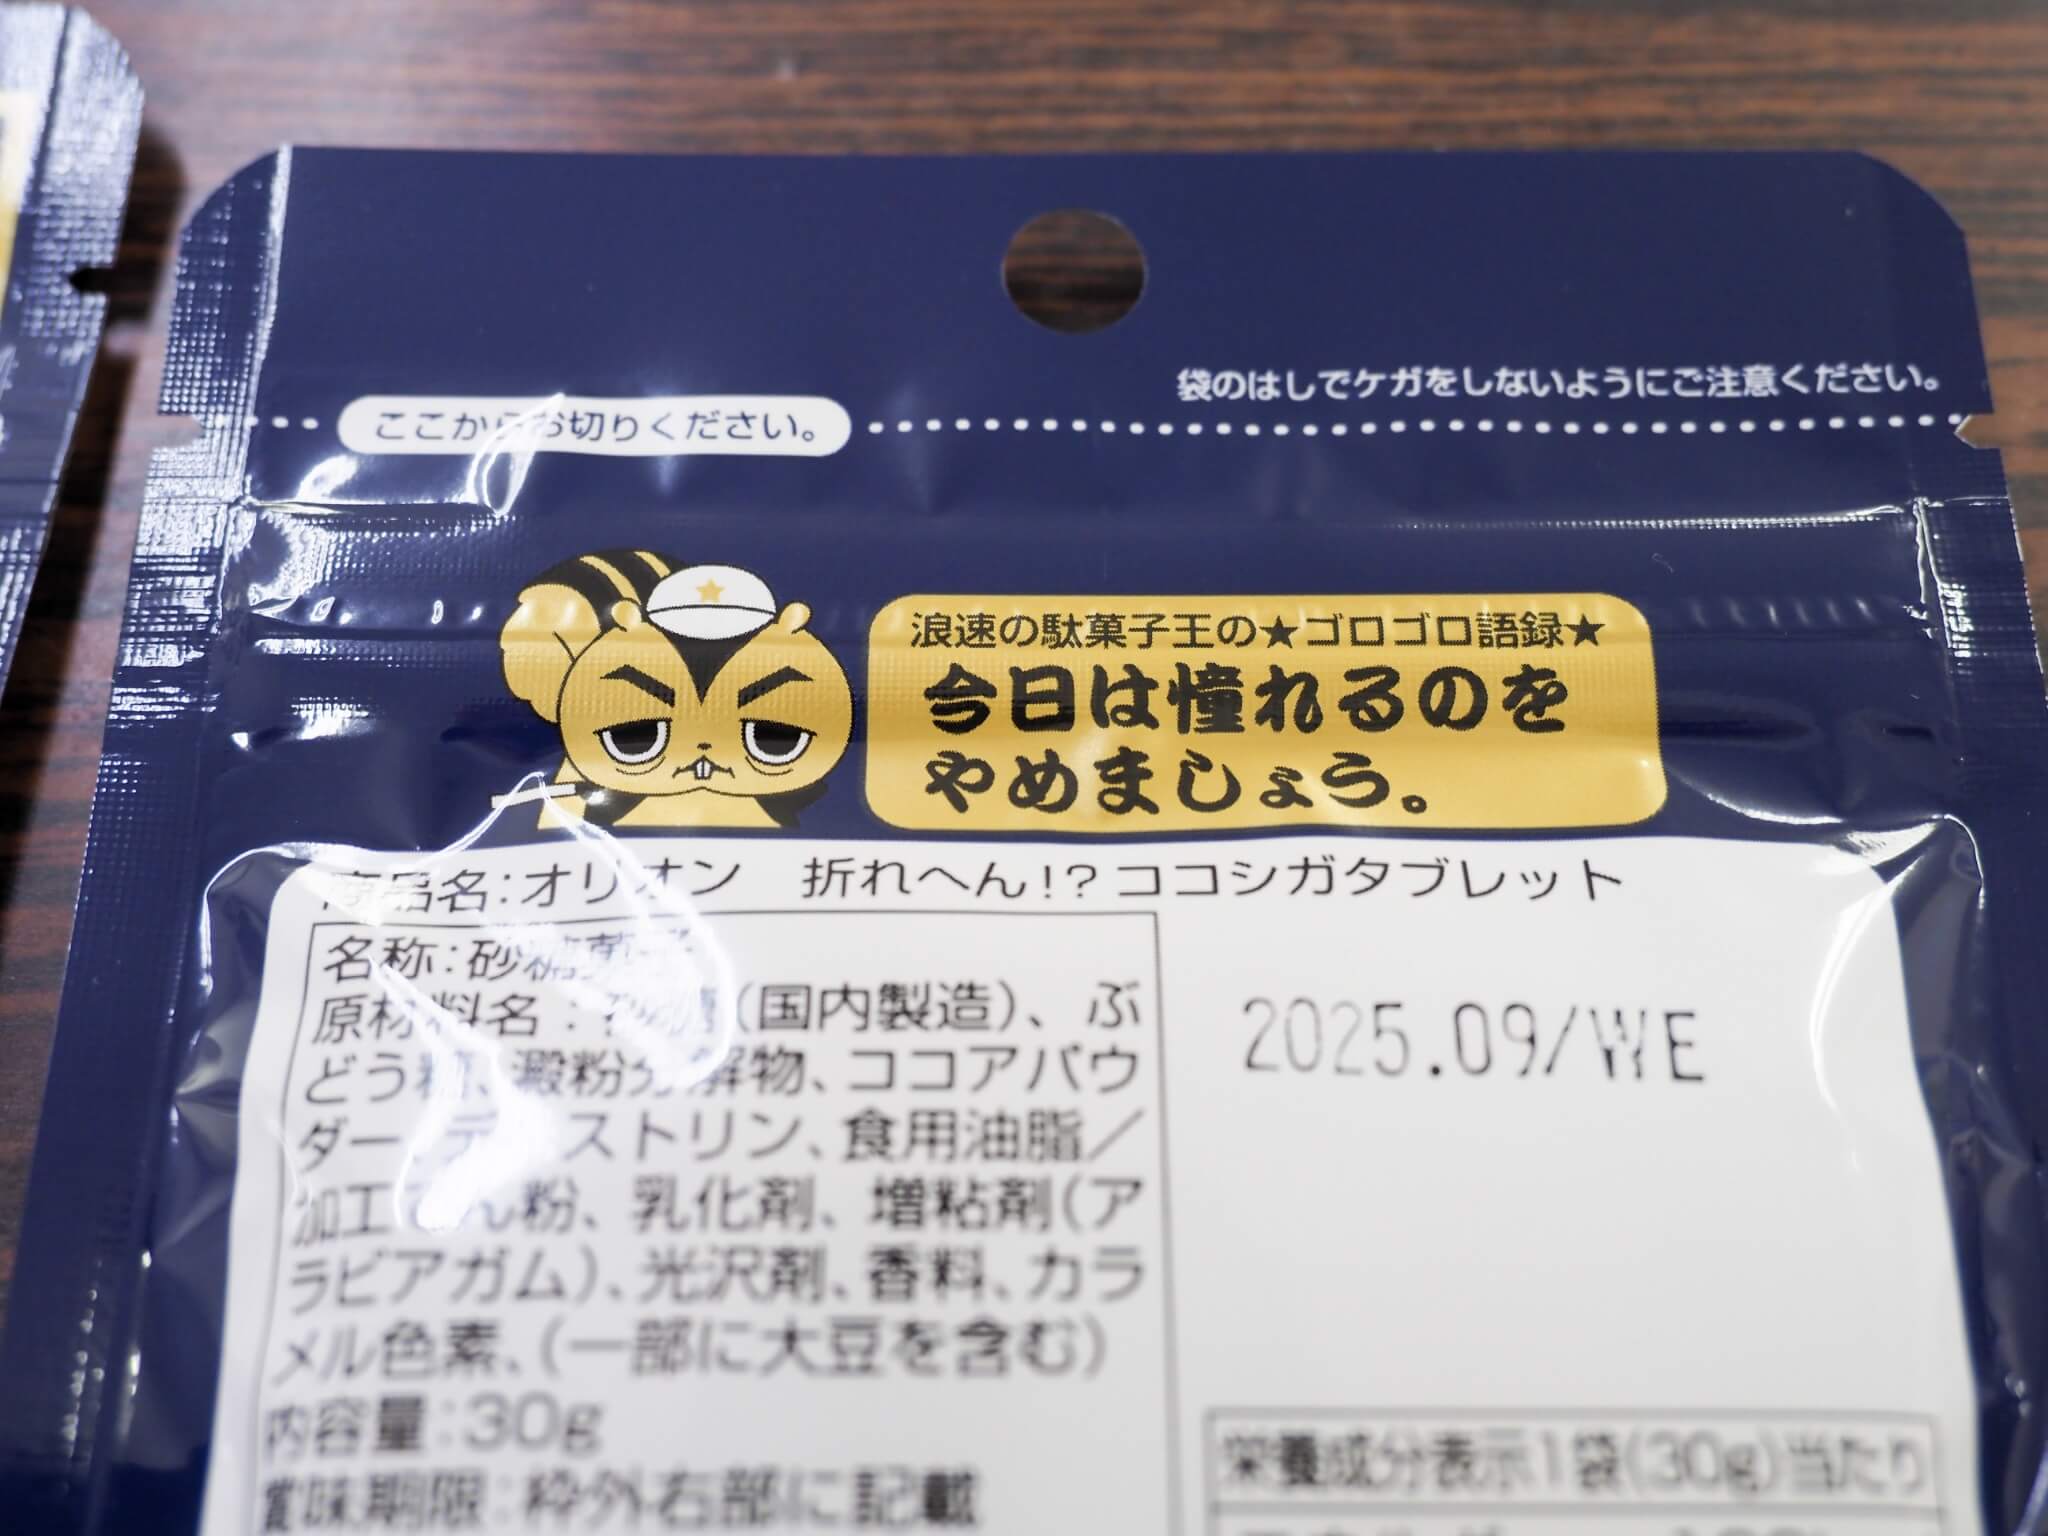 袋のはしでケガをしないようにご注意ください。
ここからお切りください。
浪速の駄菓子王の★ゴロゴロ語録★
今日は憧れるのを
やめましょう。
商品名:オリオン　折れへん!?ココシガタブレット
名称:砂糖菓子
原材料名:砂糖(国内製造)、ぶ
どう糖、澱粉分解物、ココアパウ
ダー、デキストリン、食用油脂/
加工でん粉、乳化剤、増粘剤(ア
ラビアガム)、光沢剤、香料、カラ
メル色素、(一部に大豆を含む)
内容量:30g
賞味期限:枠外右部に記載
2025.09/WE
栄養成分表示1袋(30g)当たり